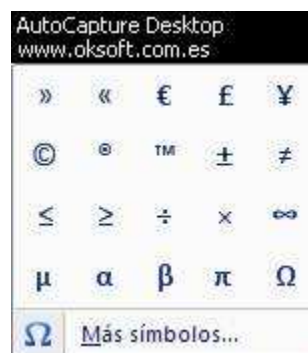 AutoCapture Desktop
www.oksoft.com.es
» « € £ ¥
© ® ™ ± ≠
≤ ≥ ÷ × ∞
µ α β π Ω
Ω Más símbolos...